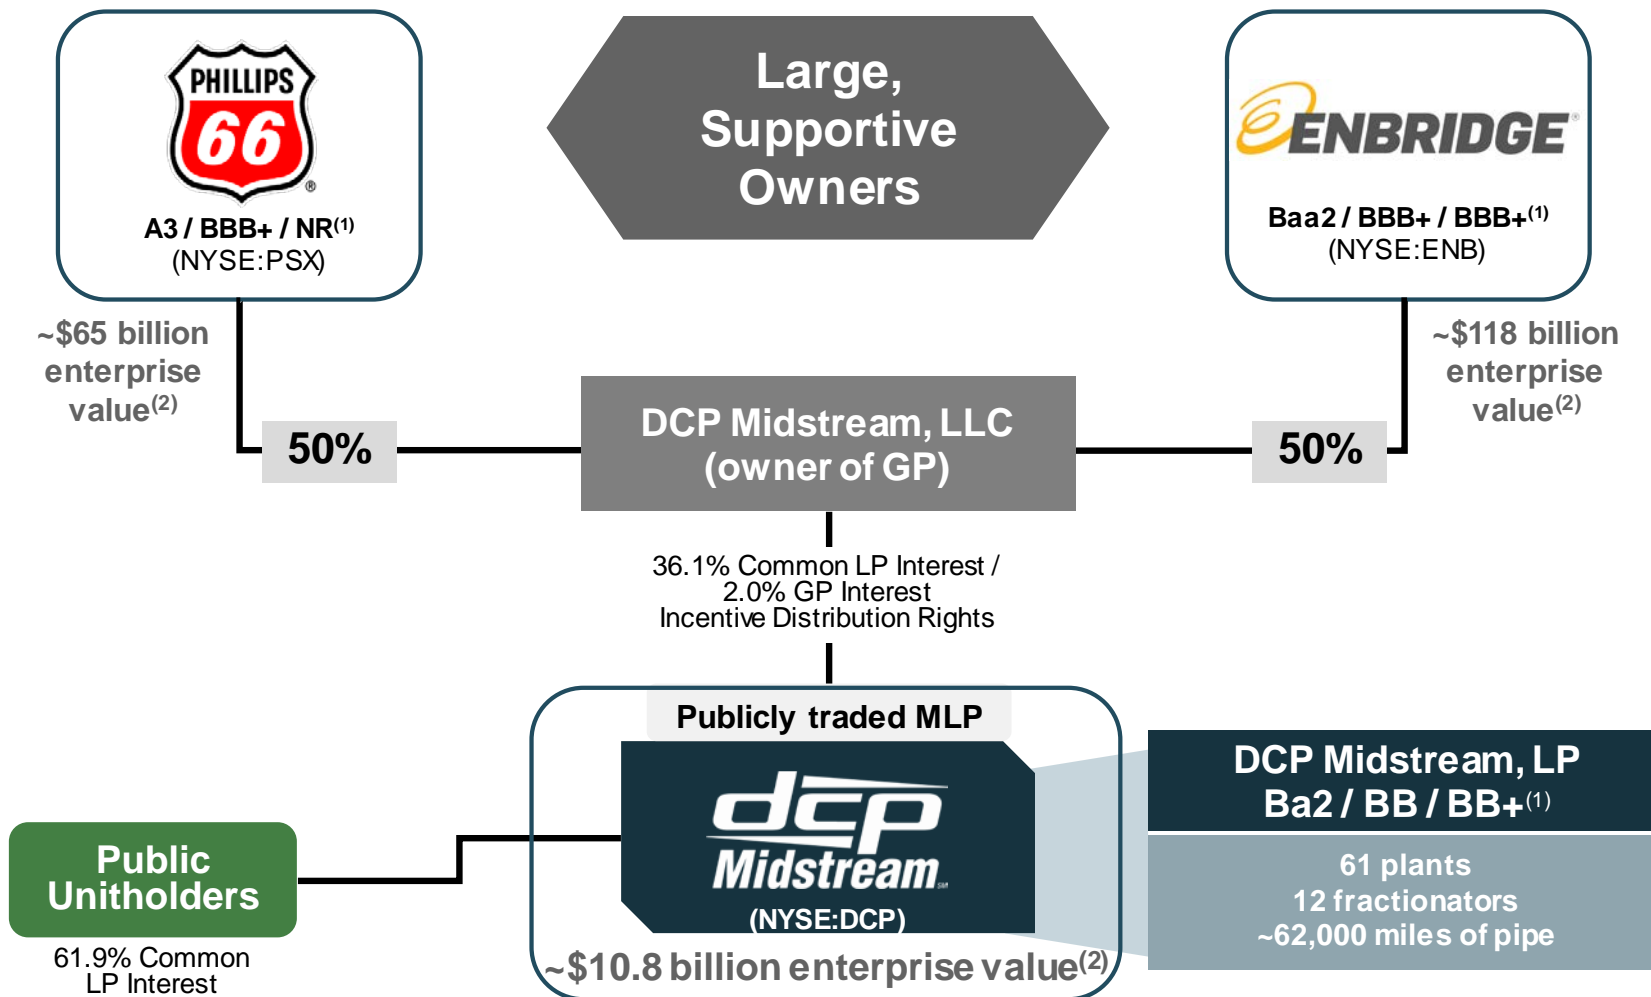 PHILLIPS
66
®
A3 / BBB+ / NR(1)
(NYSE:PSX)
Large,
Supportive
Owners
ENBRIDGE®
Baa2 / BBB+ / BBB+(1)
(NYSE:ENB)
~$65 billion
enterprise
value(2)
~$118 billion
enterprise
value(2)
50%
DCP Midstream, LLC
(owner of GP)
50%
36.1% Common LP Interest /
2.0% GP Interest
Incentive Distribution Rights
Publicly traded MLP
dcp
Midstream℠
(NYSE:DCP)
~$10.8 billion enterprise value(2)
DCP Midstream, LP
Ba2 / BB / BB+(1)
61 plants
12 fractionators
~62,000 miles of pipe
Public
Unitholders
61.9% Common
LP Interest